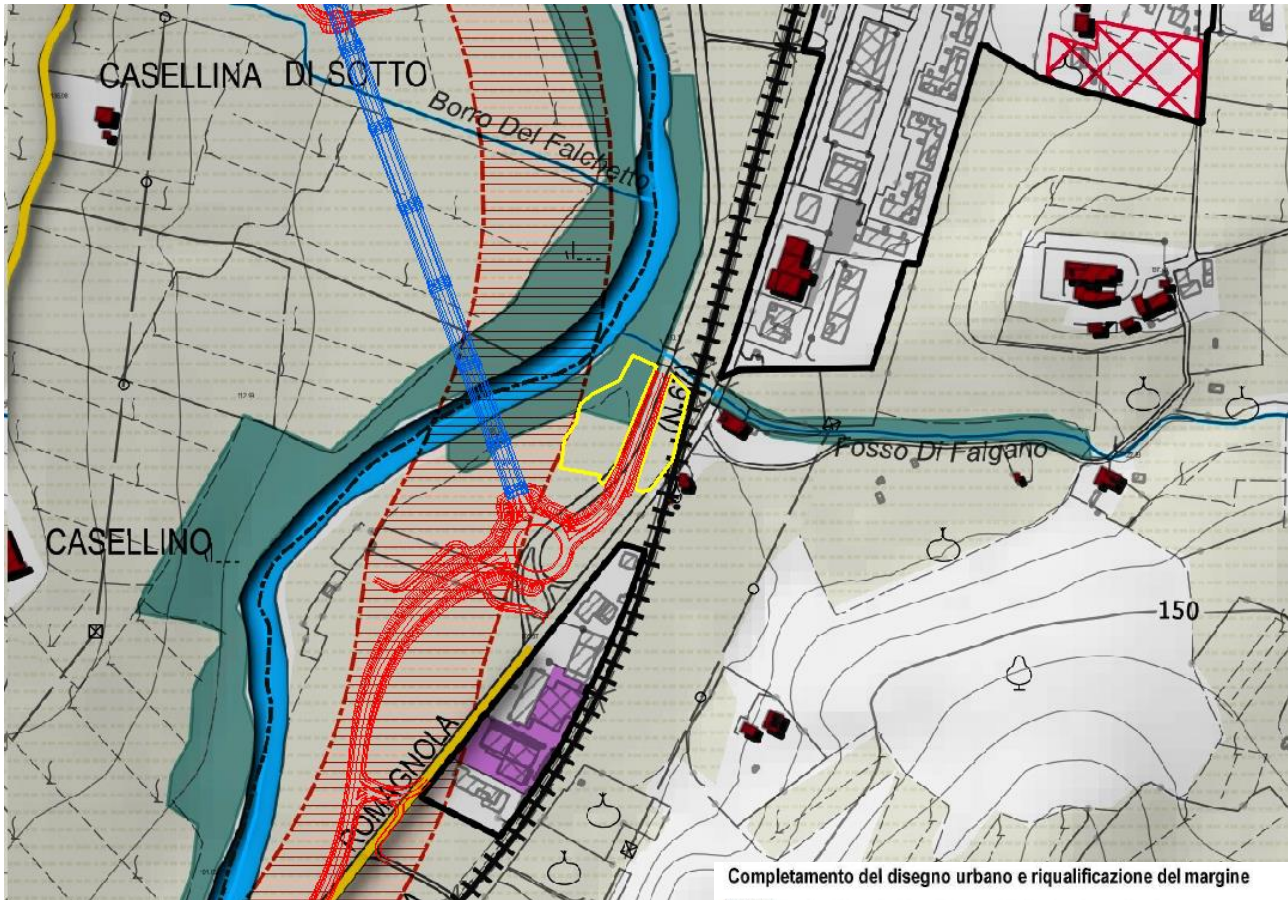 CASELLINA DI SOTTO
Borro Del Falchetto
(N. 67)
Fosso Di Falgano
CASELLINO
150
ROMAGNOLA
Completamento del disegno urbano e riqualificazione del margine